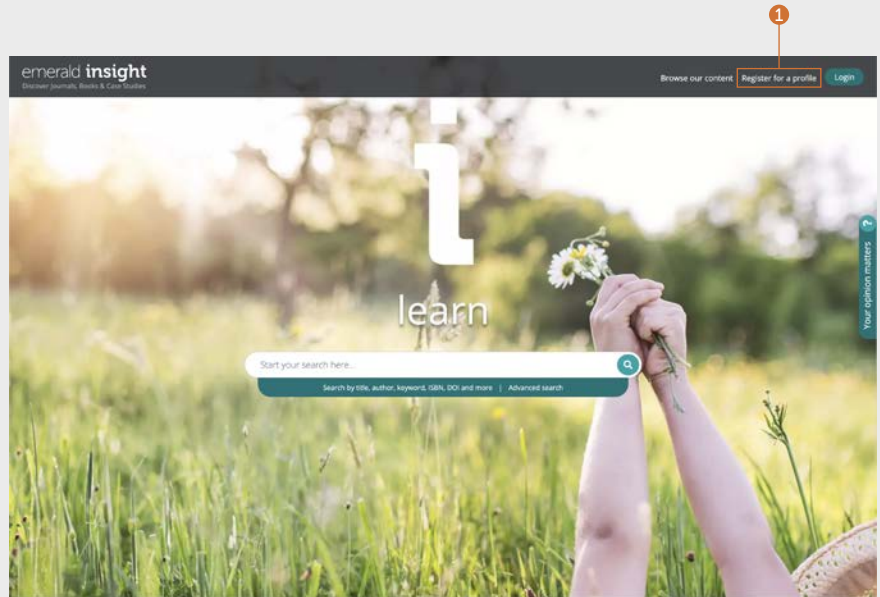 1
emerald insight
Discover Journals, Books & Case Studies
Browse our content
Register for a profile
Login
i
learn
Start your search here...
Search by title, author, keyword, ISBN, DOI and more | Advanced search
Your opinion matters ?